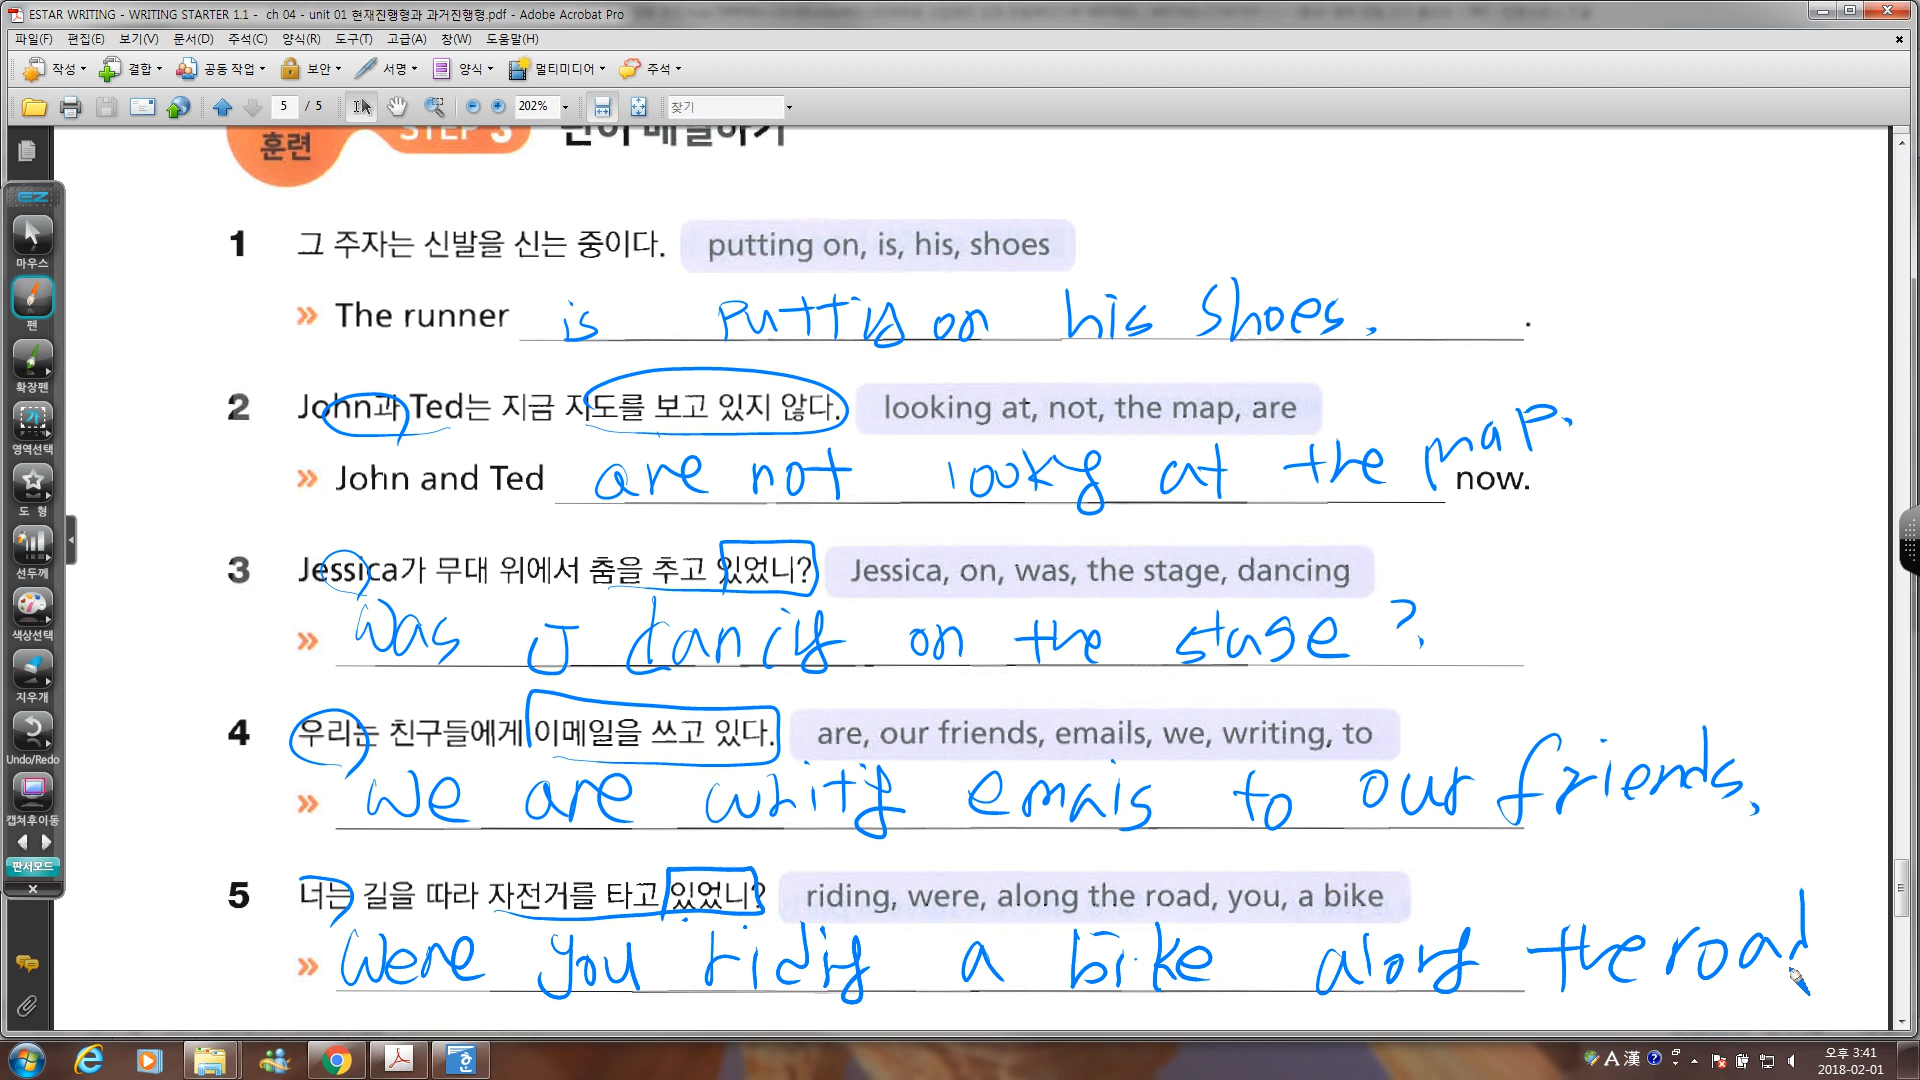 ESTAR WRITING - WRITING STARTER 1.1 - ch 04 - unit 01 현재진행형과 과거진행형.pdf - Adobe Acrobat Pro
파일(F) 편집(E) 보기(V) 문서(D) 주석(C) 양식(R) 도구(T) 고급(A) 창(W) 도움말(H)
작성 결합 공동 작업 보안 서명 양식 멀티미디어 주석
5 / 5 202% 찾기
훈련 STEP 3 단어 배열하기
1 그 주자는 신발을 신는 중이다. putting on, is, his, shoes
» The runner is putting on his shoes. .
2 John과 Ted는 지금 지도를 보고 있지 않다. looking at, not, the map, are
» John and Ted are not looking at the map. now.
3 Jessica가 무대 위에서 춤을 추고 있었니? Jessica, on, was, the stage, dancing
» Was J dancing on the stage?
4 우리는 친구들에게 이메일을 쓰고 있다. are, our friends, emails, we, writing, to
» We are writing emais to our friends.
5 너는 길을 따라 자전거를 타고 있었니? riding, were, along the road, you, a bike
» Were you riding a bike along the road
EZ
마우스
펜
확장펜
영역선택
도 형
선두께
색상선택
지우개
Undo/Redo
캡쳐후이동
판서모드
A 漢
오후 3:41
2018-02-01